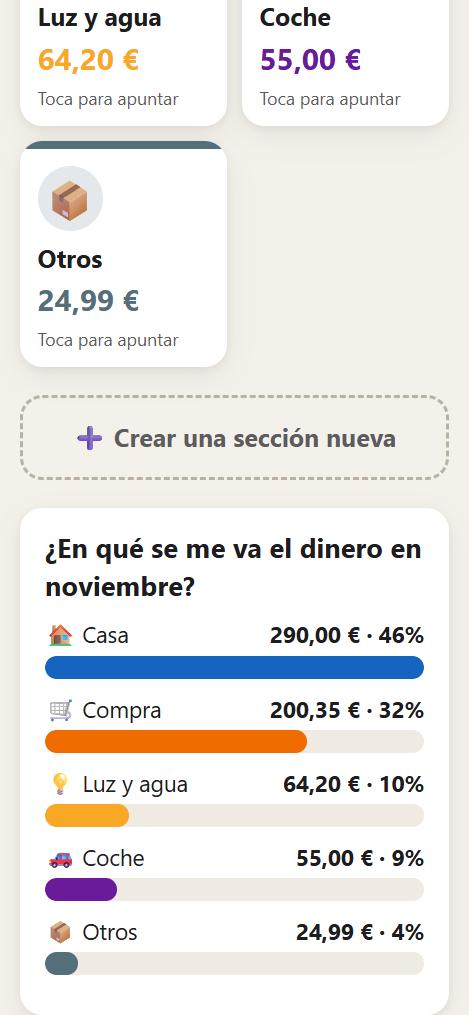 Luz y agua
64,20 €
Toca para apuntar
Coche
55,00 €
Toca para apuntar
Otros
24,99 €
Toca para apuntar
Crear una sección nueva
¿En qué se me va el dinero en
noviembre?
Casa 290,00 € · 46%
Compra 200,35 € · 32%
Luz y agua 64,20 € · 10%
Coche 55,00 € · 9%
Otros 24,99 € · 4%